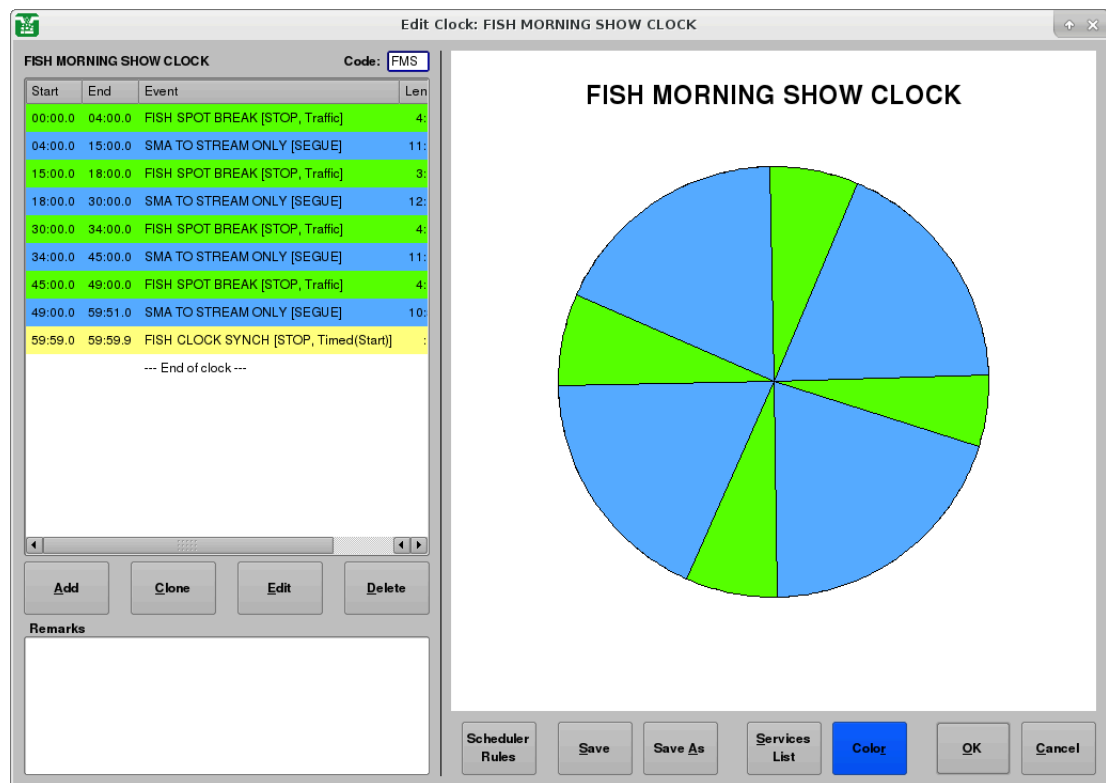 Edit Clock: FISH MORNING SHOW CLOCK
FISH MORNING SHOW CLOCK Code: FMS
Start End Event Len
00:00.0 04:00.0 FISH SPOT BREAK [STOP, Traffic] 4:
04:00.0 15:00.0 SMA TO STREAM ONLY [SEGUE] 11:
15:00.0 18:00.0 FISH SPOT BREAK [STOP, Traffic] 3:
18:00.0 30:00.0 SMA TO STREAM ONLY [SEGUE] 12:
30:00.0 34:00.0 FISH SPOT BREAK [STOP, Traffic] 4:
34:00.0 45:00.0 SMA TO STREAM ONLY [SEGUE] 11:
45:00.0 49:00.0 FISH SPOT BREAK [STOP, Traffic] 4:
49:00.0 59:51.0 SMA TO STREAM ONLY [SEGUE] 10:
59:59.0 59:59.9 FISH CLOCK SYNCH [STOP, Timed(Start)] :
--- End of clock ---
Add Clone Edit Delete
Remarks
FISH MORNING SHOW CLOCK
Scheduler Rules Save Save As Services List Color OK Cancel